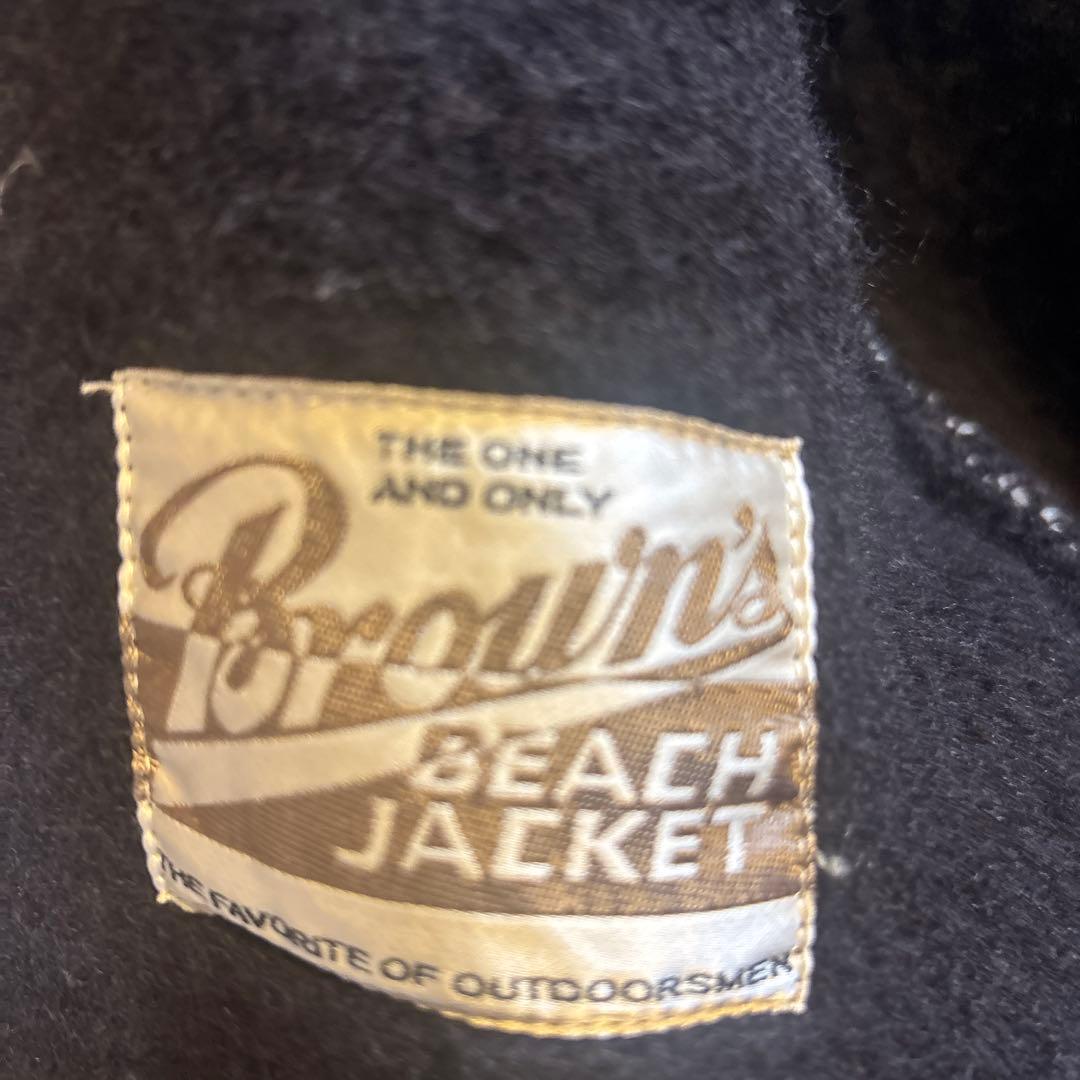 THE ONE
AND ONLY
Brown's
BEACH
JACKET
THE FAVORITE OF OUTDOORSMEN